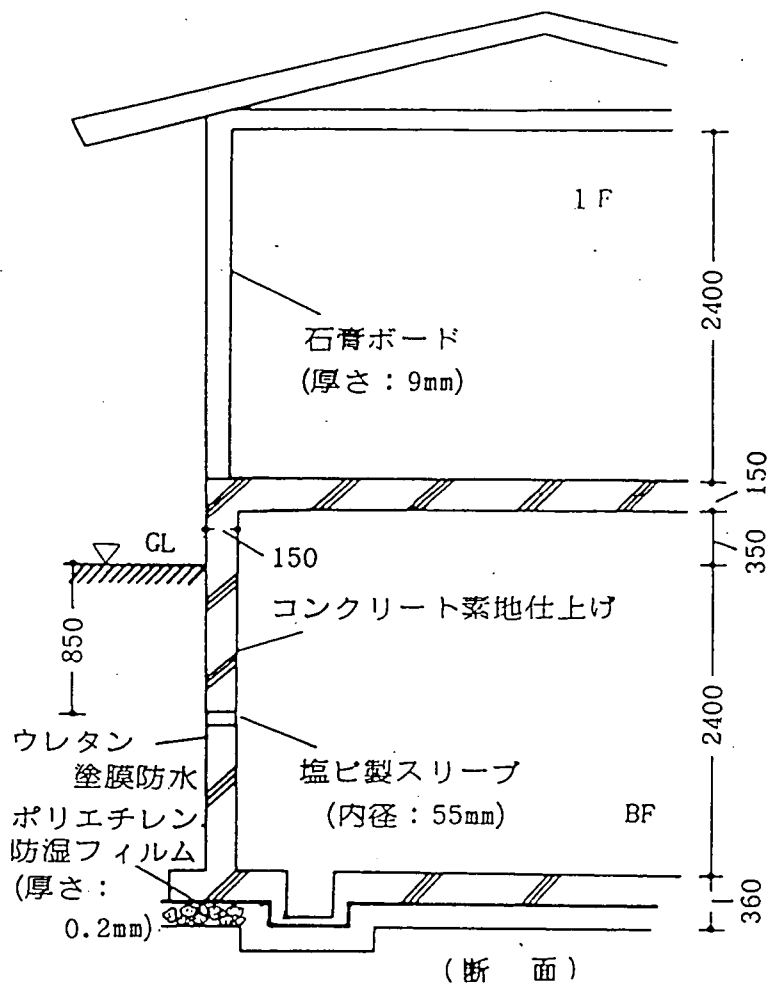 1F
2400
石膏ボード
(厚さ：9mm)
150
GL
150
350
コンクリート素地仕上げ
850
2400
ウレタン
塗膜防水
塩ビ製スリーブ
(内径：55mm)
BF
ポリエチレン
防湿フィルム
(厚さ：
0.2mm)
360
(断 面)